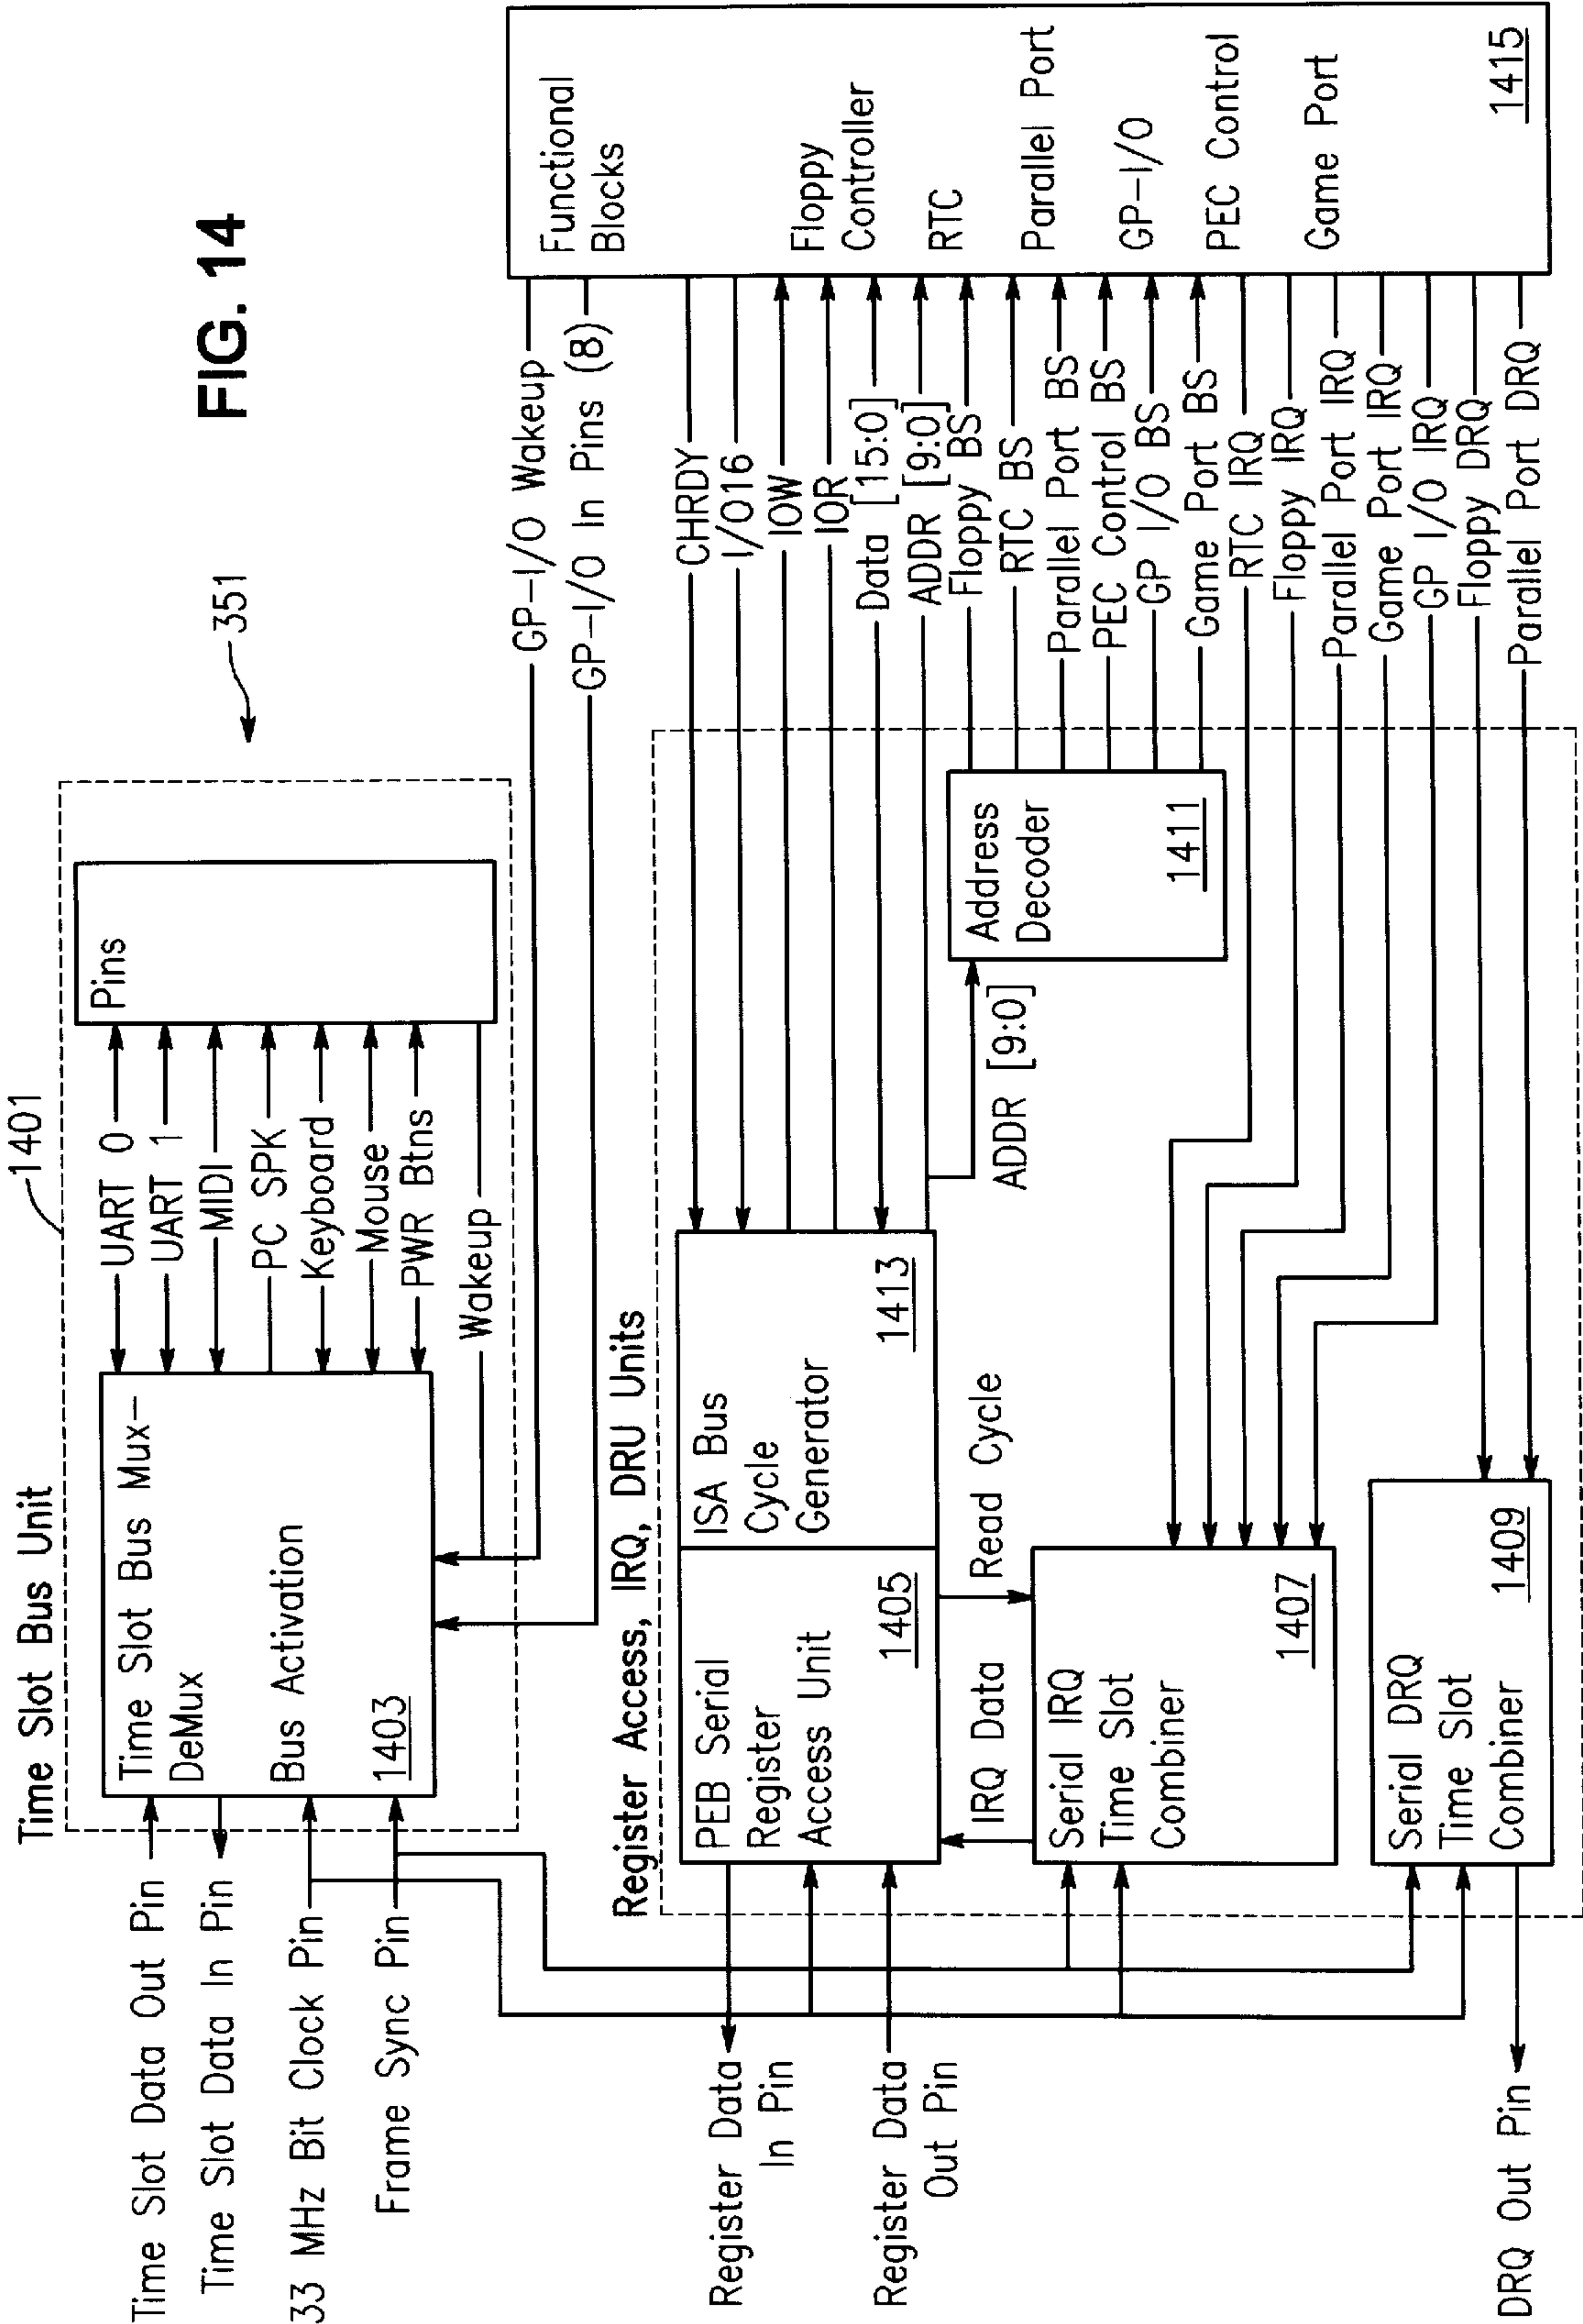 FIG. 14
351
1401
Time Slot Bus Unit
Time Slot Data Out Pin
Time Slot Data In Pin
33 MHz Bit Clock Pin
Frame Sync Pin
Time Slot Bus Mux-
DeMux
Bus Activation
1403
UART 0
UART 1
MIDI
PC SPK
Keyboard
Mouse
PWR Btns
Wakeup
Pins
GP-I/O Wakeup
GP-I/O In Pins (8)
Functional
Blocks
Floppy
Controller
RTC
Parallel Port
GP-I/O
PEC Control
Game Port
1415
Register Access, IRQ, DRU Units
Register Data
In Pin
Register Data
Out Pin
DRQ Out Pin
PEB Serial
Register
Access Unit
1405
ISA Bus
Cycle
Generator
1413
IRQ Data
Read Cycle
Serial IRQ
Time Slot
Combiner
1407
Serial DRQ
Time Slot
Combiner
1409
ADDR [9:0]
Address
Decoder
1411
CHRDY
I/O16
IOW
IOR
Data [15:0]
ADDR [9:0]
Floppy BS
RTC BS
Parallel Port BS
PEC Control BS
GP I/O BS
Game Port BS
RTC IRQ
Floppy IRQ
Parallel Port IRQ
Game Port IRQ
GP I/O IRQ
Floppy DRQ
Parallel Port DRQ